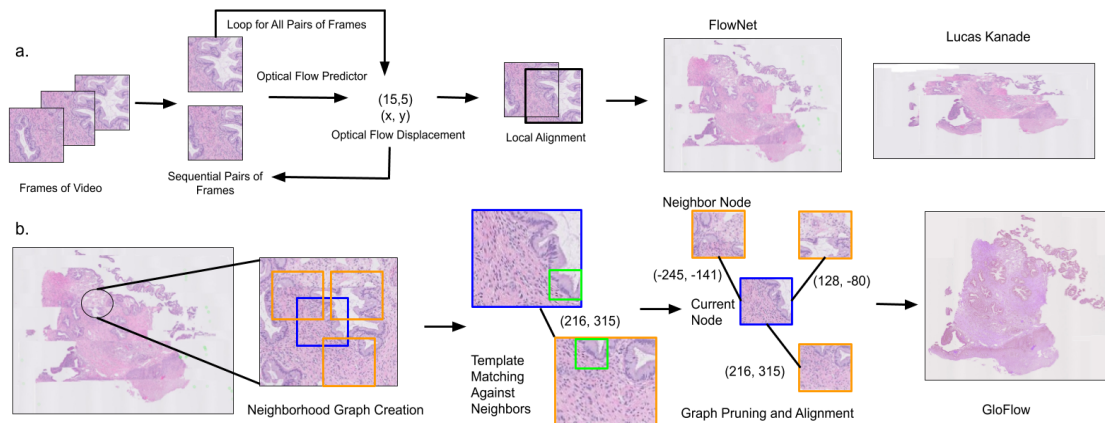 a.
Loop for All Pairs of Frames
FlowNet
Lucas Kanade
Optical Flow Predictor
(15,5)
(x, y)
Optical Flow Displacement
Local Alignment
Frames of Video
Sequential Pairs of
Frames
b.
Neighbor Node
(-245, -141)
(128, -80)
Current
Node
(216, 315)
(216, 315)
Template
Matching
Against
Neighbors
Neighborhood Graph Creation
Graph Pruning and Alignment
GloFlow